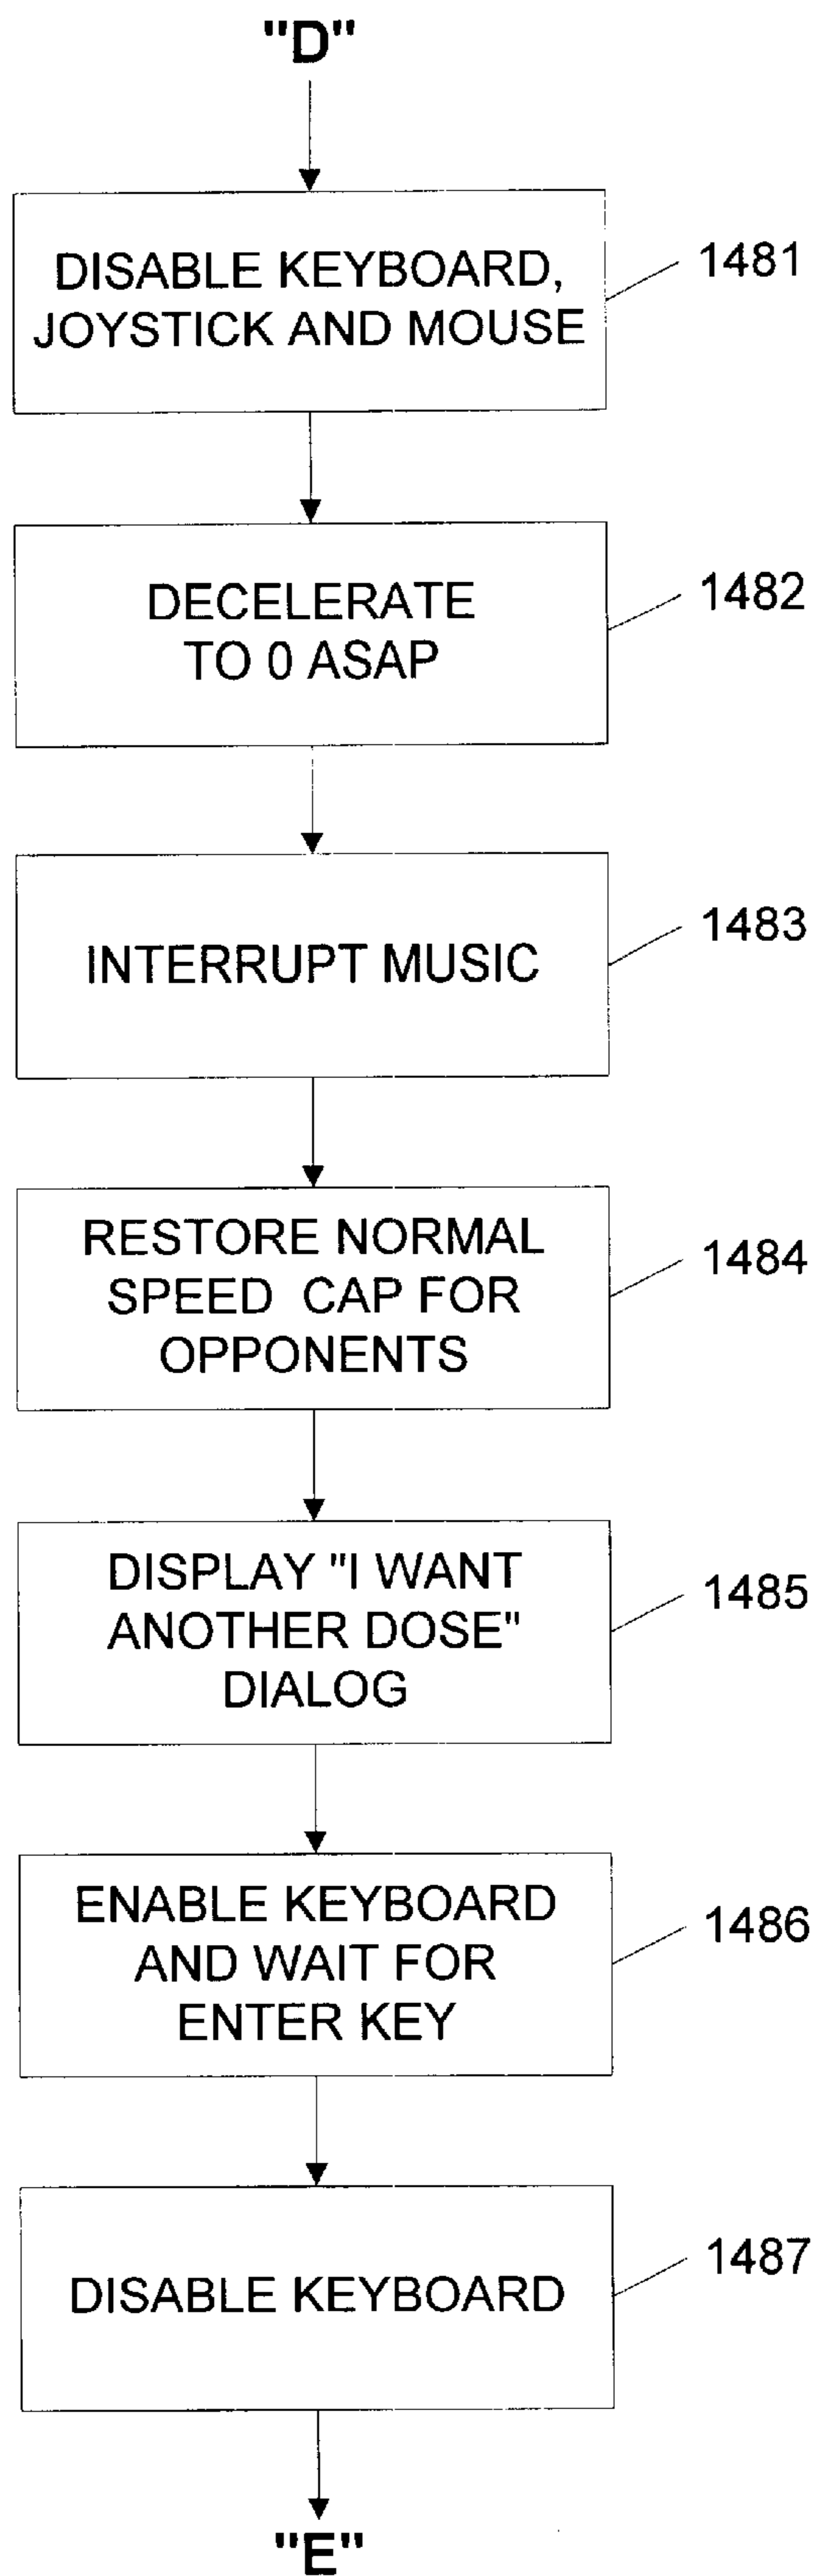 "D"
DISABLE KEYBOARD,
JOYSTICK AND MOUSE
1481
DECELERATE
TO 0 ASAP
1482
INTERRUPT MUSIC
1483
RESTORE NORMAL
SPEED CAP FOR
OPPONENTS
1484
DISPLAY "I WANT
ANOTHER DOSE"
DIALOG
1485
ENABLE KEYBOARD
AND WAIT FOR
ENTER KEY
1486
DISABLE KEYBOARD
1487
"E"